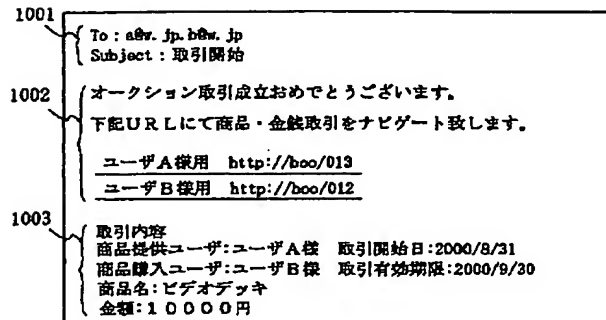 1001
To : a@w. jp. b@w. jp
Subject : 取引開始
1002
オークション取引成立おめでとうございます。
下記URLにて商品・金銭取引をナビゲート致します。
ユーザA様用 http://boo/013
ユーザB様用 http://boo/012
1003
取引内容
商品提供ユーザ:ユーザA様 取引開始日:2000/8/31
商品購入ユーザ:ユーザB様 取引有効期限:2000/9/30
商品名:ビデオデッキ
金額:10000円